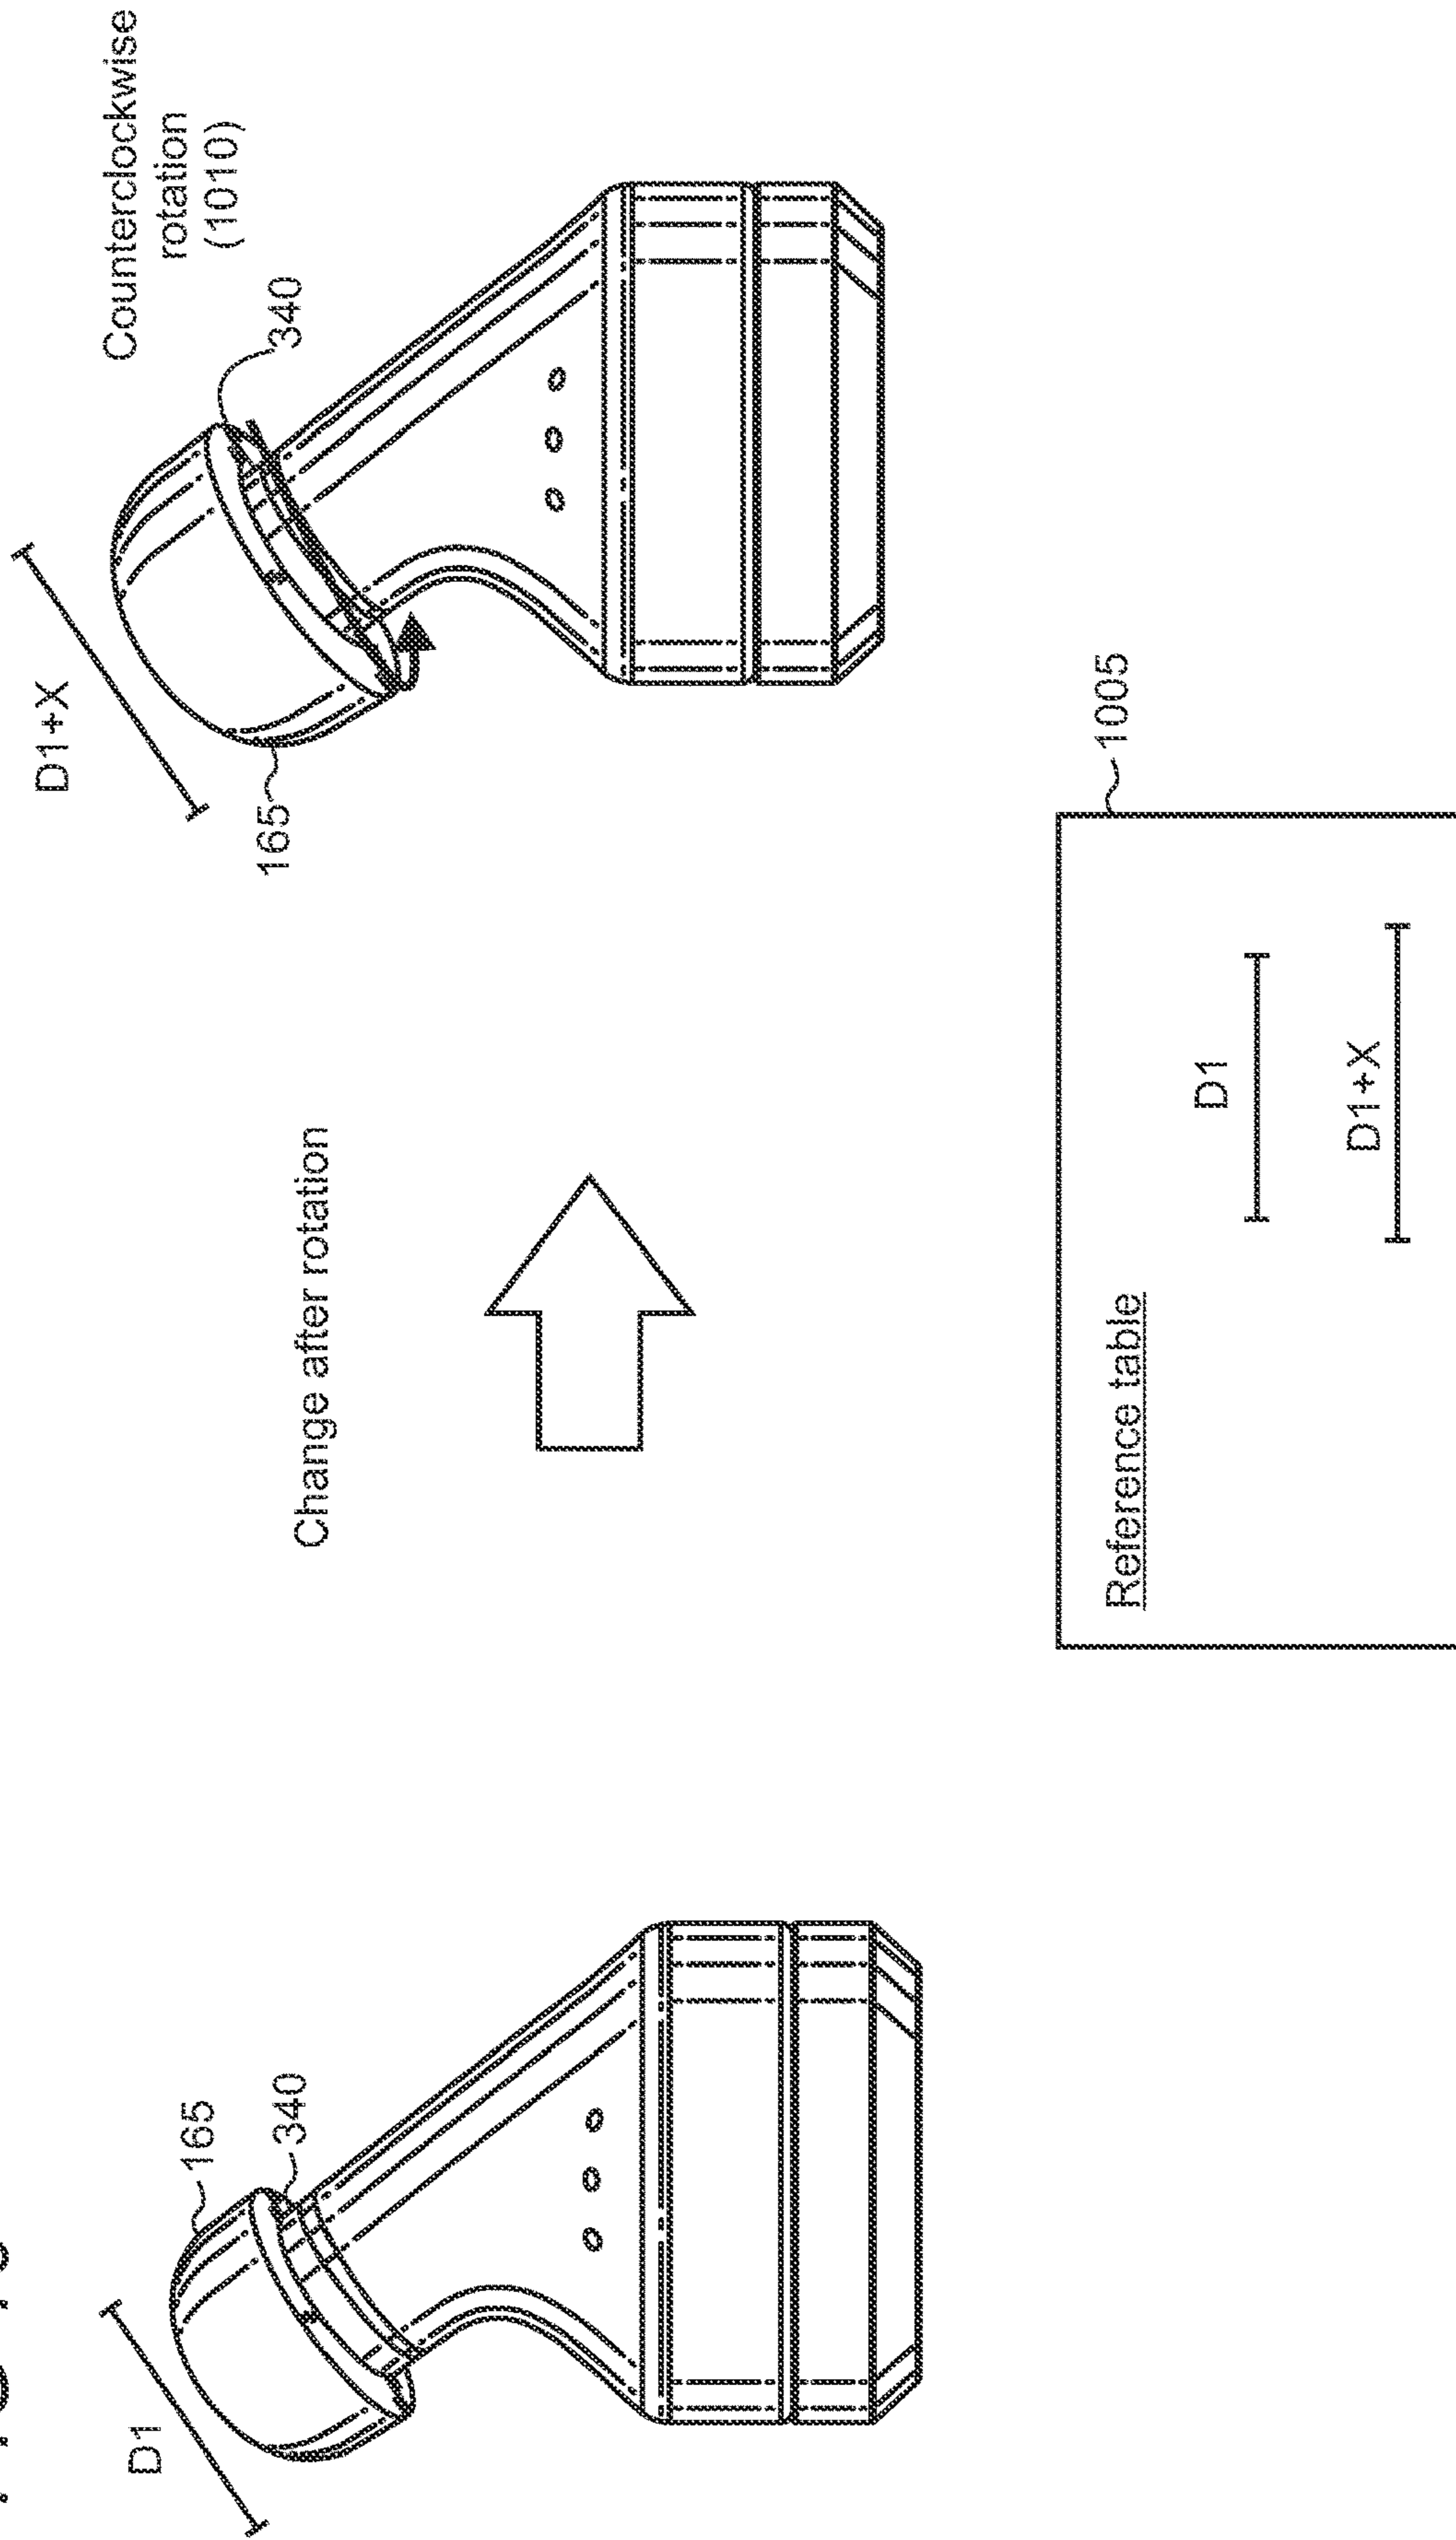 D1
165
340
Change after rotation
D1+X
165
Counterclockwise
rotation
(1010)
340
1005
Reference table
D1
D1+X